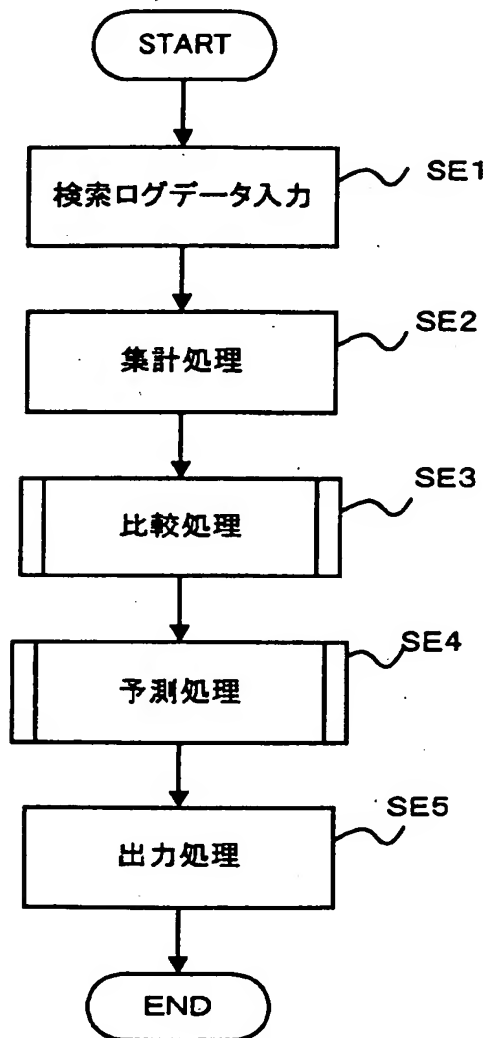 START
検索ログデータ入力
SE1
集計処理
SE2
比較処理
SE3
予測処理
SE4
出力処理
SE5
END